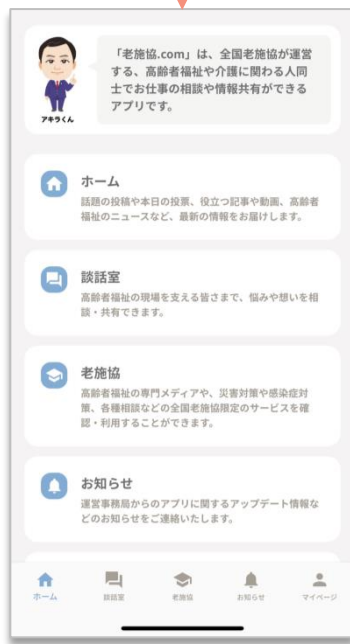 「老施協.com」は、全国老施協が運営
する、高齢者福祉や介護に関わる人同
士でお仕事の相談や情報共有ができる
アプリです。
アキラくん
ホーム
話題の投稿や本日の投票、役立つ記事や動画、高齢者
福祉のニュースなど、最新の情報をお届けします。
談話室
高齢者福祉の現場を支える皆さまで、悩みや想いを相
談・共有できます。
老施協
高齢者福祉の専門メディアや、災害対策や感染症対
策、各種相談などの全国老施協限定のサービスを確
認・利用することができます。
お知らせ
運営事務局からのアプリに関するアップデート情報な
どのお知らせをご連絡いたします。
ホーム 談話室 老施協 お知らせ マイページ